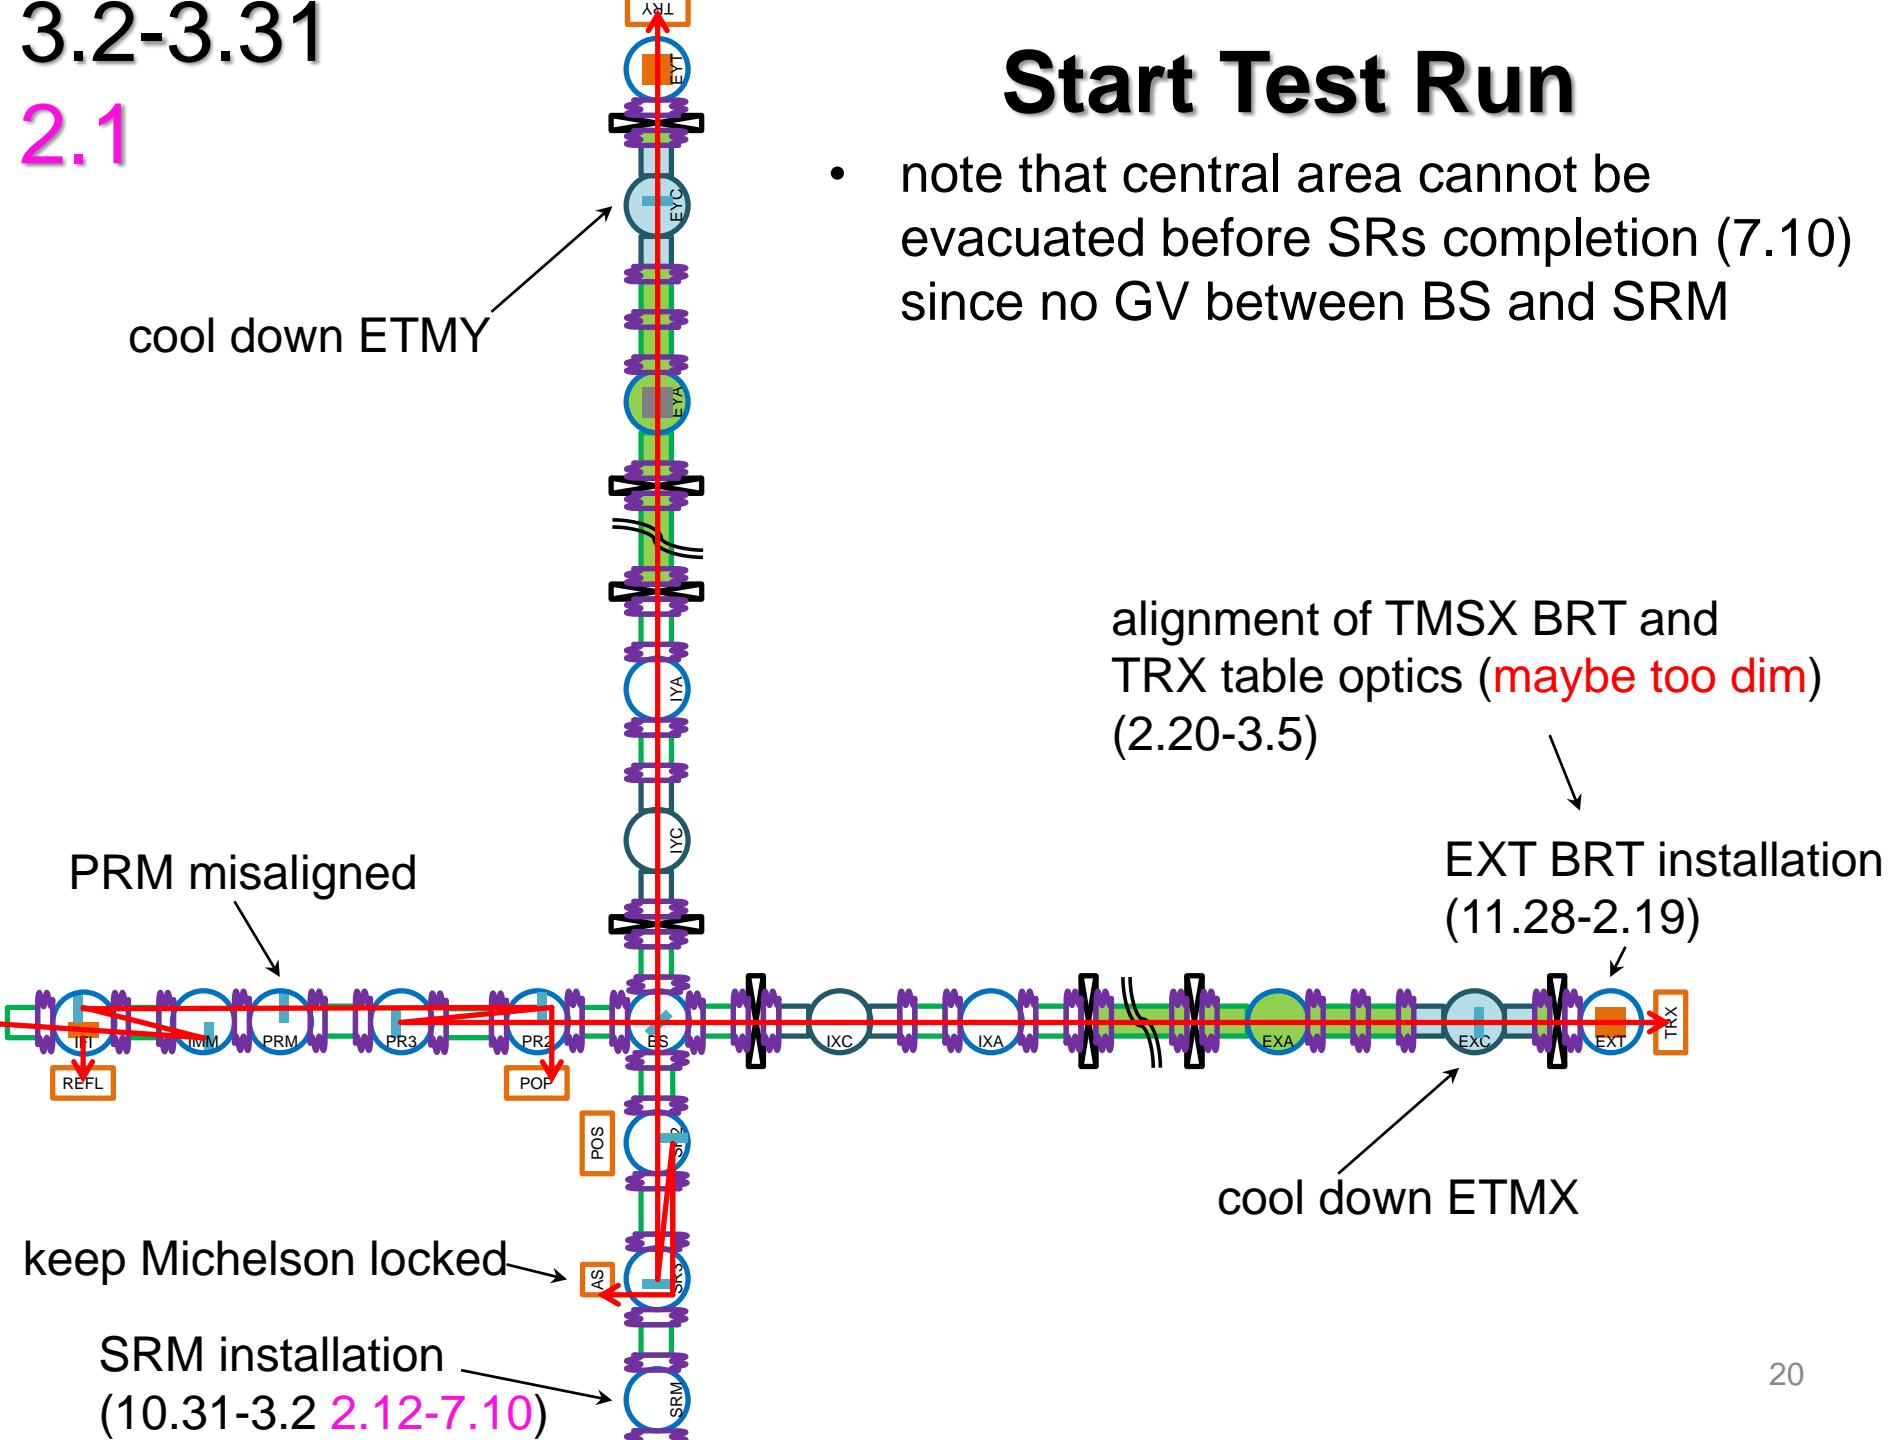 3.2-3.31
2.1
Start Test Run
• note that central area cannot be
evacuated before SRs completion (7.10)
since no GV between BS and SRM
TRY
EYT
EYC
cool down ETMY
EYA
alignment of TMSX BRT and
TRX table optics (maybe too dim)
(2.20-3.5)
IYA
IYC
PRM misaligned
EXT BRT installation
(11.28-2.19)
IFI
IMM
PRM
PR3
PR2
BS
IXC
IXA
EXA
EXC
EXT
TRX
REFL
POP
POS
SR2
cool down ETMX
keep Michelson locked
AS
SR3
SRM installation
(10.31-3.2 2.12-7.10)
SRM
20